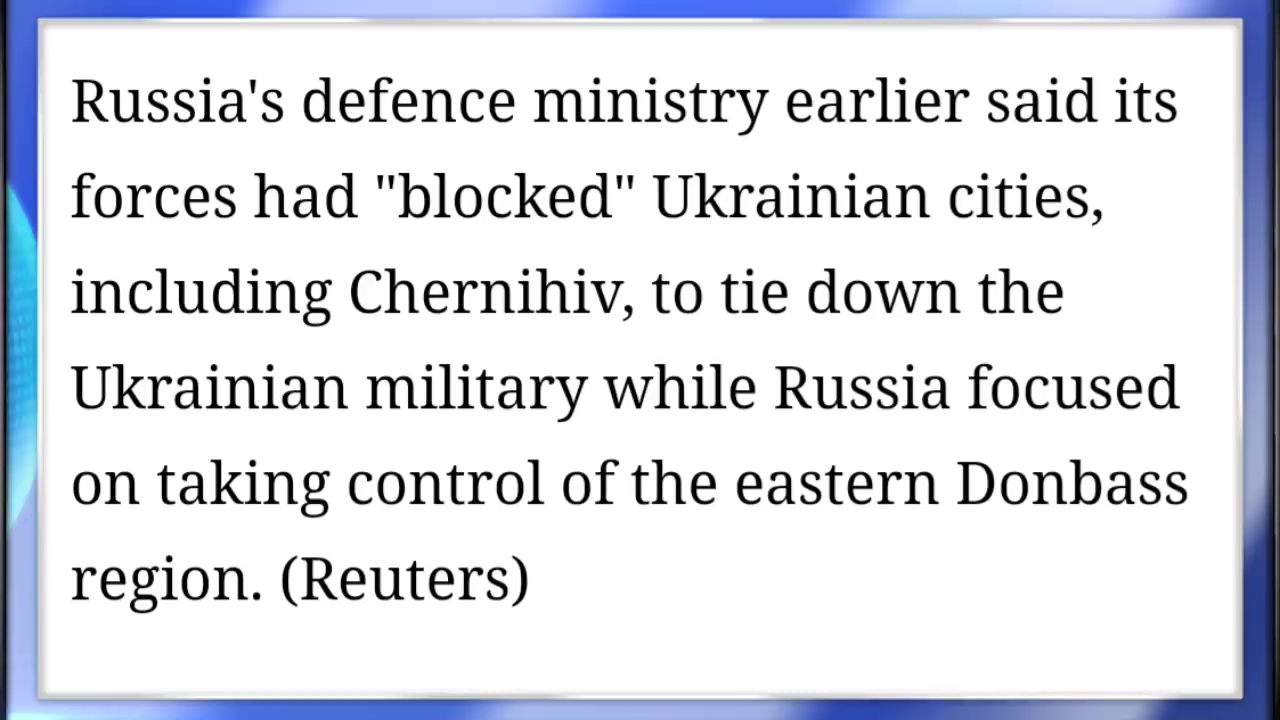 Russia's defence ministry earlier said its
forces had "blocked" Ukrainian cities,
including Chernihiv, to tie down the
Ukrainian military while Russia focused
on taking control of the eastern Donbass
region. (Reuters)